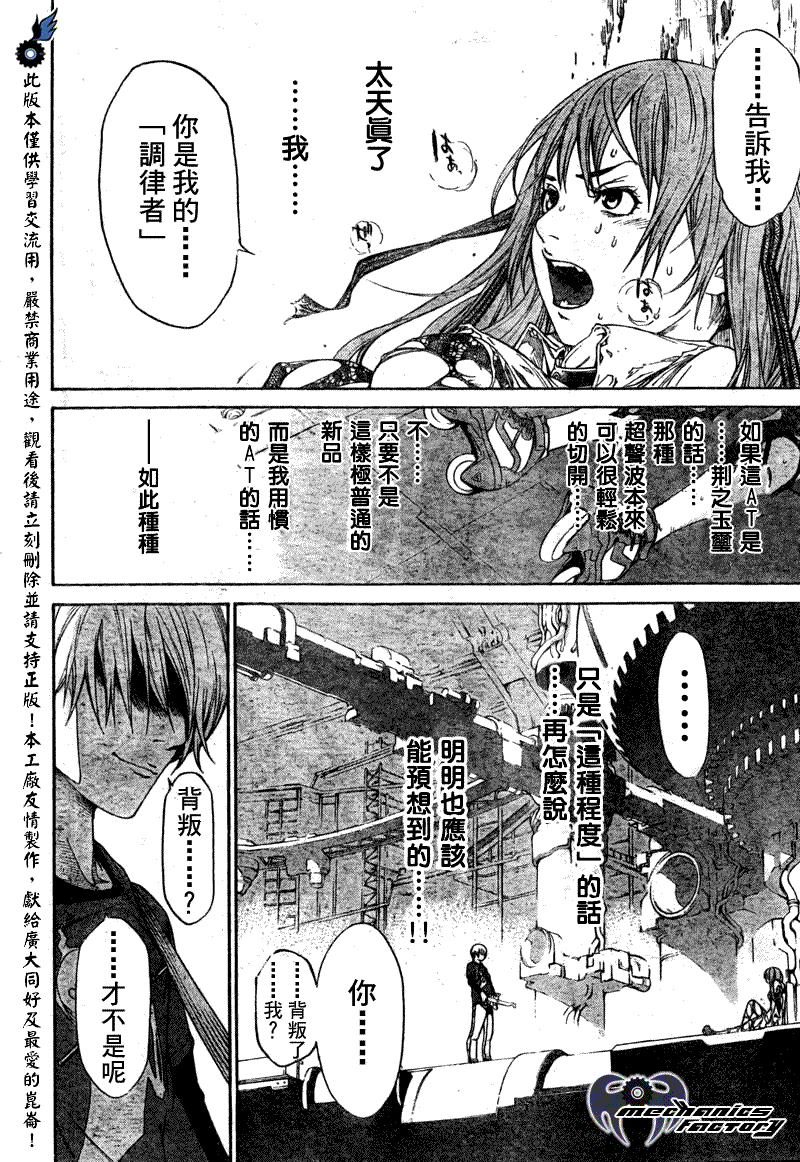 ……告訴我…
太天眞了
……我……
你是我的……
「調律者」
はぁ
はぁ
はぁ
如果這AT是
……荆之玉璽
的話……
那種
超聲波本來
可以很輕鬆
的切開……
不……
只要不是
這樣極普通的
新品
而是我用慣
的AT的話……
——如此種種
……
只是「這種程度」的話
……再怎麼說
明明也應該
能預想到的……!!
你……
……背叛了
……我?
背叛……?
……才不是呢
此版本僅供學習交流用，嚴禁商業用途，觀看後請立刻刪除並請支持正版！本工廠友情製作，獻給廣大同好及最愛的崑崙！
mechanics
factory